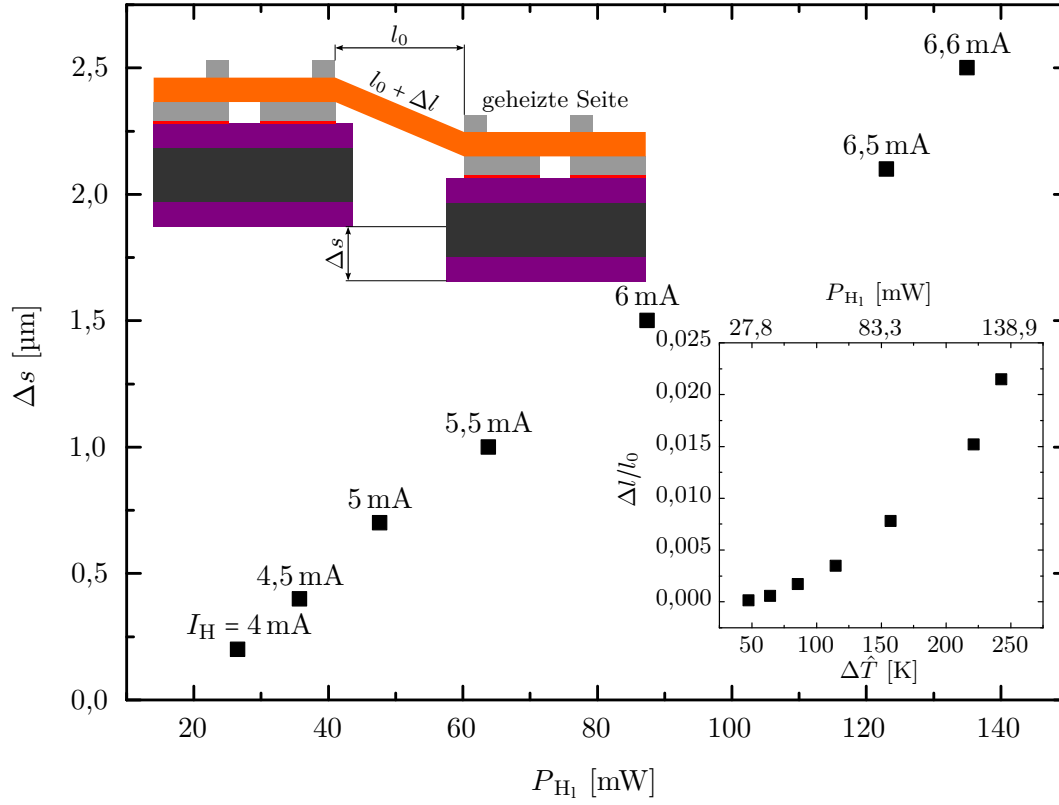 2,5
2,0
1,5
1,0
0,5
0,0
Δs [µm]
20
40
60
80
100
120
140
P_H₁ [mW]
l₀
l₀ + Δl
geheizte Seite
Δs
6,6 mA
6,5 mA
6 mA
5,5 mA
5 mA
4,5 mA
I_H = 4 mA
P_H₁ [mW]
27,8
83,3
138,9
0,025
0,020
0,015
0,010
0,005
0,000
Δl/l₀
50
100
150
200
250
ΔT̂ [K]